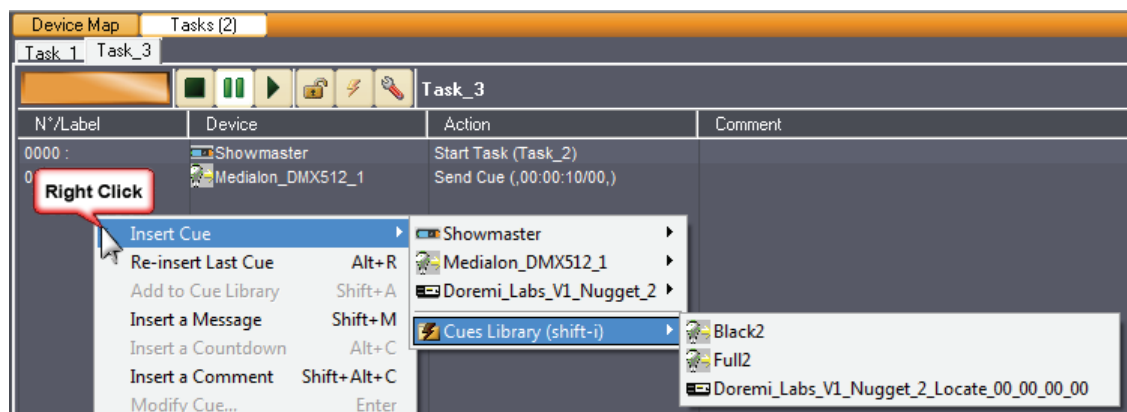 Device Map Tasks (2)
Task_1 Task_3
Task_3
N°/Label Device Action Comment
0000 : Showmaster Start Task (Task_2)
0 Medialon_DMX512_1 Send Cue (,00:00:10/00,)
Right Click
Insert Cue
Re-insert Last Cue Alt+R
Add to Cue Library Shift+A
Insert a Message Shift+M
Insert a Countdown Alt+C
Insert a Comment Shift+Alt+C
Modify Cue... Enter
Showmaster
Medialon_DMX512_1
Doremi_Labs_V1_Nugget_2
Cues Library (shift-i)
Black2
Full2
Doremi_Labs_V1_Nugget_2_Locate_00_00_00_00